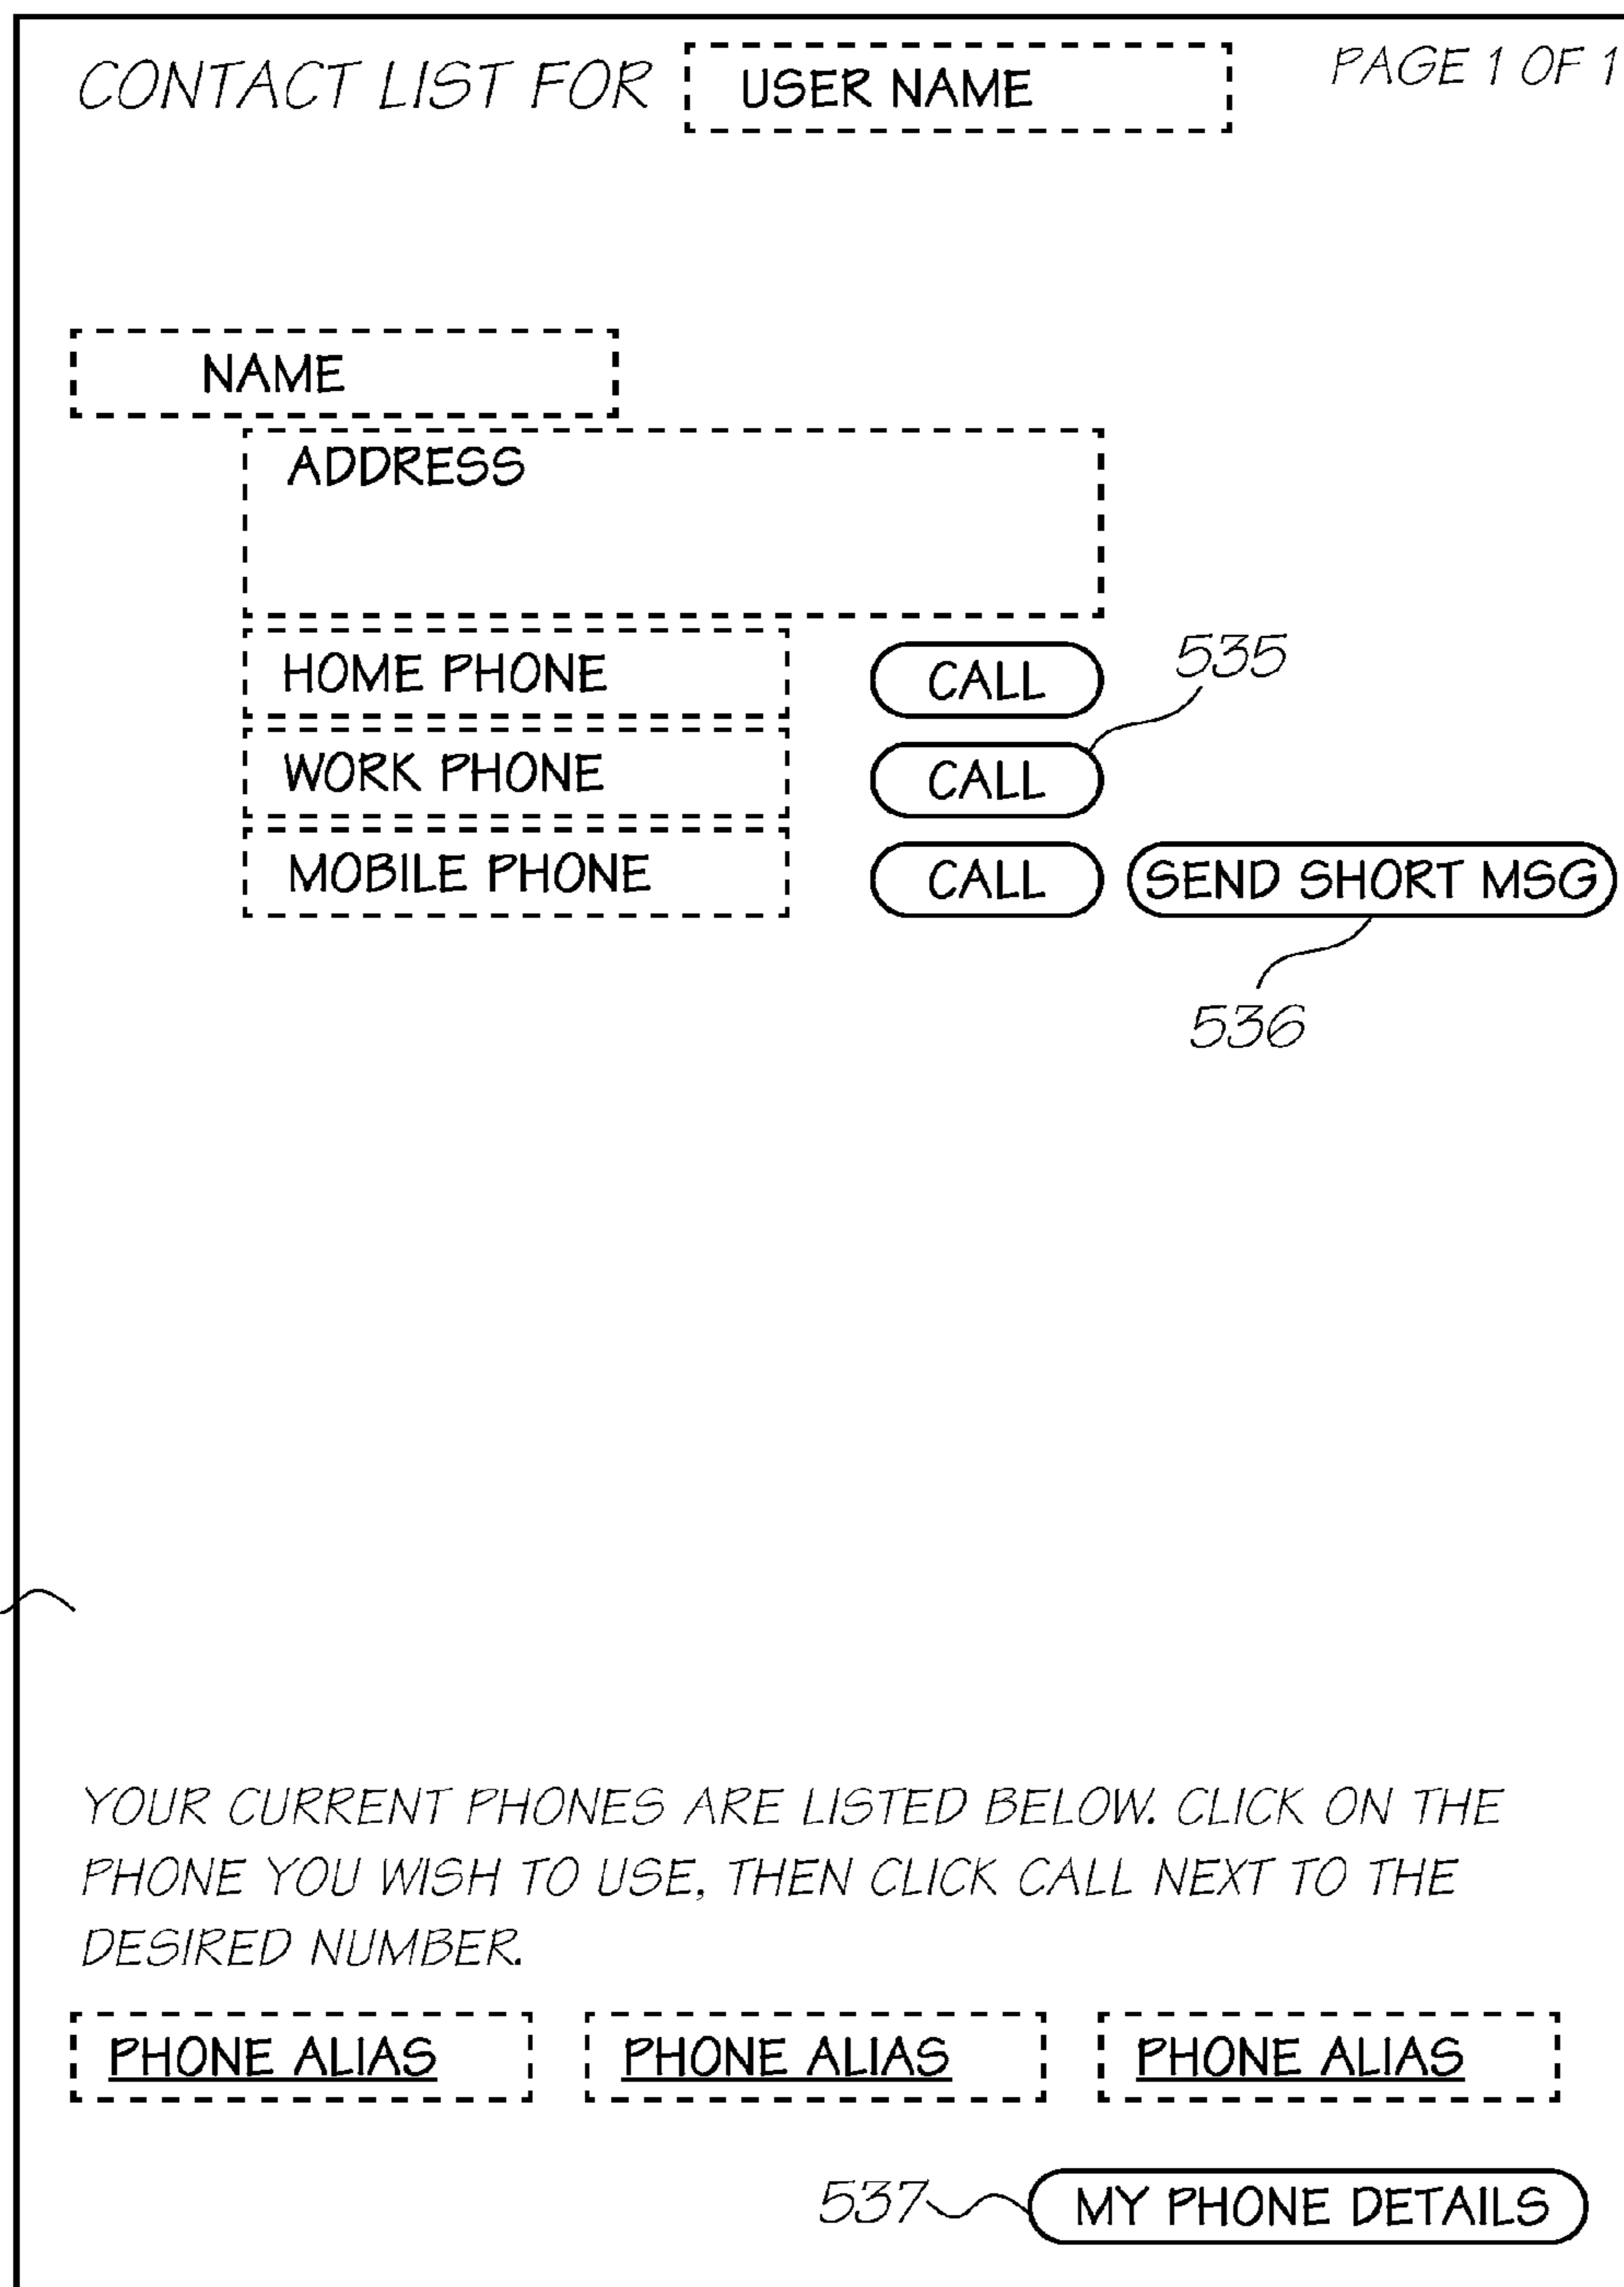 CONTACT LIST FOR USER NAME PAGE 1 OF 1
NAME
ADDRESS
HOME PHONE CALL 535
WORK PHONE CALL
MOBILE PHONE CALL SEND SHORT MSG
536
YOUR CURRENT PHONES ARE LISTED BELOW. CLICK ON THE
PHONE YOU WISH TO USE, THEN CLICK CALL NEXT TO THE
DESIRED NUMBER.
PHONE ALIAS PHONE ALIAS PHONE ALIAS
537 MY PHONE DETAILS